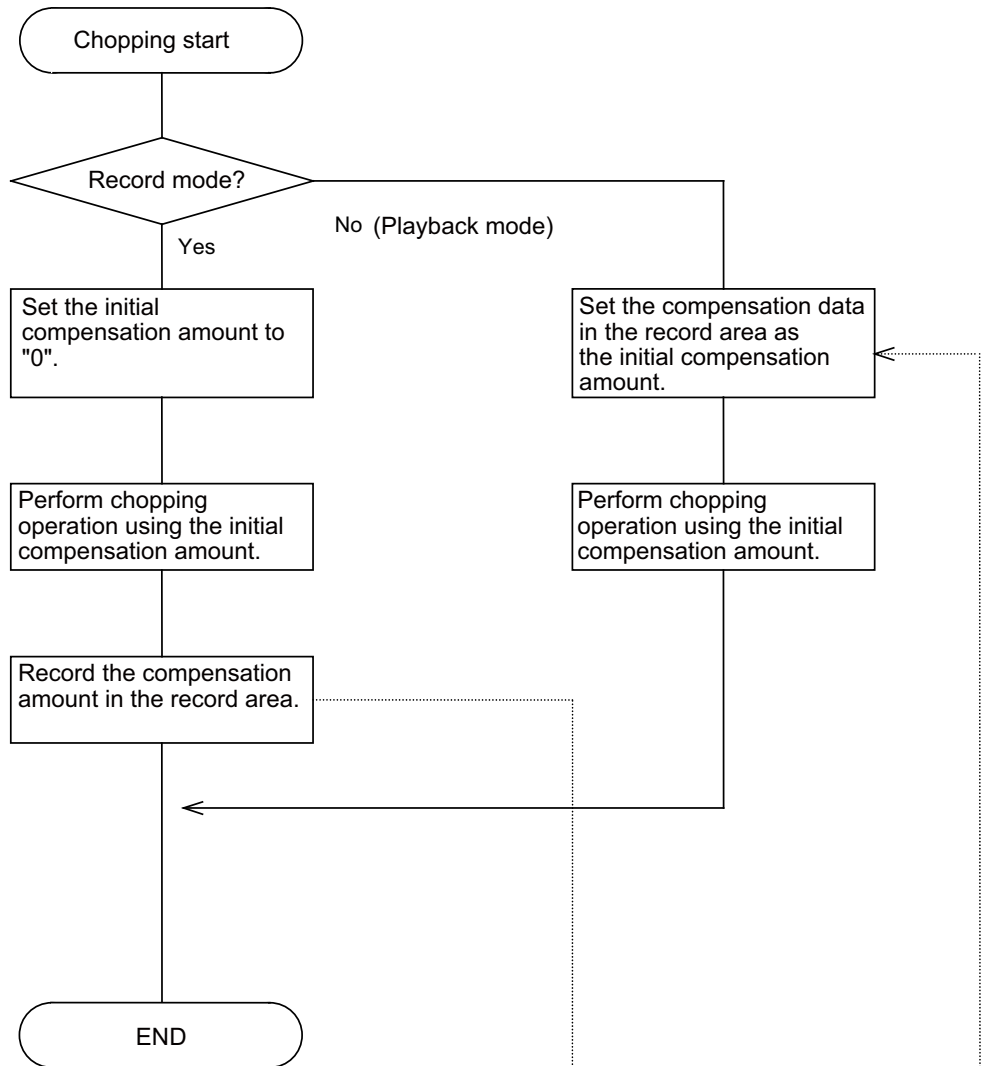 Chopping start
Record mode?
No (Playback mode)
Yes
Set the initial
compensation amount to
"0".
Set the compensation data
in the record area as
the initial compensation
amount.
Perform chopping
operation using the initial
compensation amount.
Perform chopping
operation using the initial
compensation amount.
Record the compensation
amount in the record area.
END